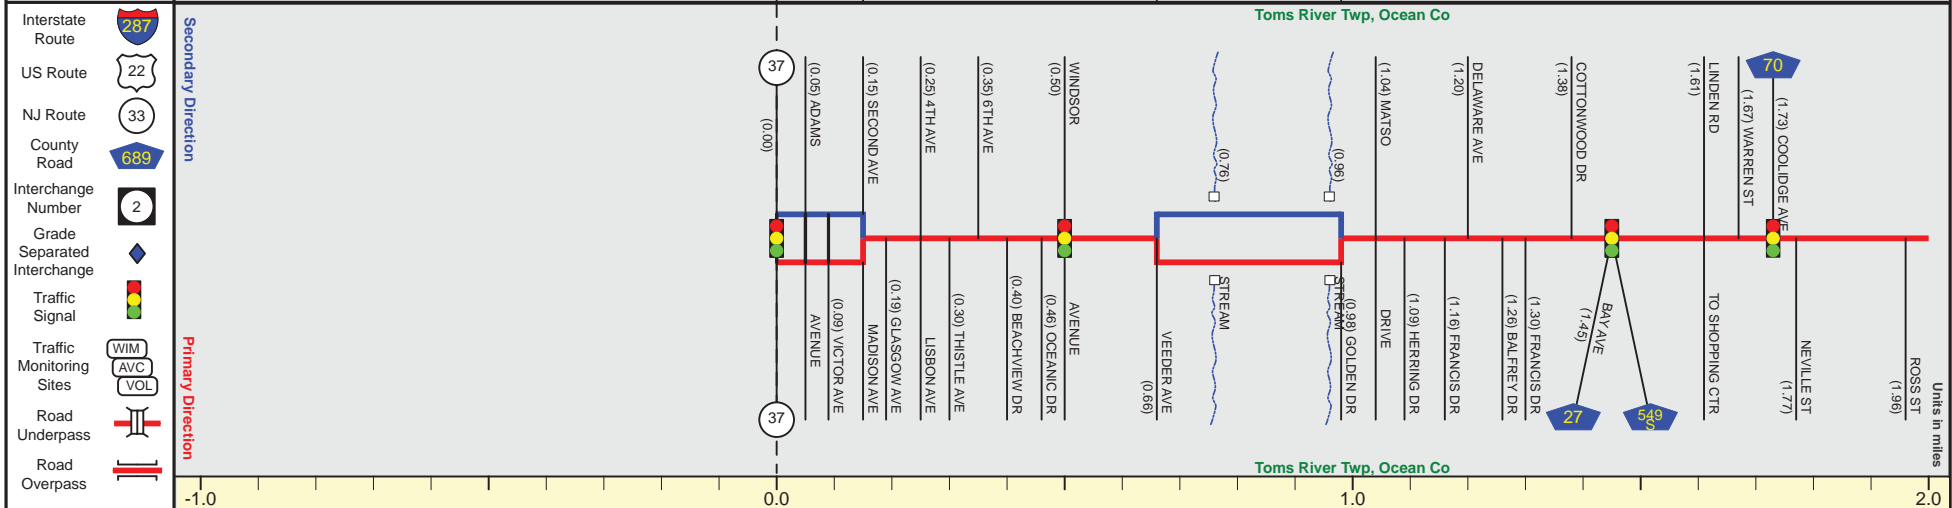 Interstate
Route
287
US Route
22
NJ Route
33
County
Road
689
Interchange
Number
2
Grade
Separated
Interchange
Traffic
Signal
Traffic
Monitoring
Sites
WIM
AVC
VOL
Road
Underpass
Road
Overpass
Secondary Direction
Primary Direction
Toms River Twp, Ocean Co
37
(0.00)
(0.05) ADAMS
(0.15) SECOND AVE
(0.25) 4TH AVE
(0.35) 6TH AVE
WINDSOR
(0.50)
(0.76)
(0.96)
(1.04) MATSO
DELAWARE AVE
(1.20)
COTTONWOOD DR
(1.38)
LINDEN RD
(1.61)
(1.67) WARREN ST
70
(1.73) COOLIDGE AVE
37
AVENUE
(0.09) VICTOR AVE
MADISON AVE
(0.19) GLASGOW AVE
LISBON AVE
(0.30) THISTLE AVE
(0.40) BEACHVIEW DR
(0.46) OCEANIC DR
AVENUE
VEEDER AVE
(0.66)
STREAM
STREAM
(0.98) GOLDEN DR
DRIVE
(1.09) HERRING DR
(1.16) FRANCIS DR
(1.26) BALFREY DR
(1.30) FRANCIS DR
BAY AVE
(1.45)
27
549
S
TO SHOPPING CTR
NEVILLE ST
(1.77)
ROSS ST
(1.96)
Units in miles
Toms River Twp, Ocean Co
-1.0
0.0
1.0
2.0